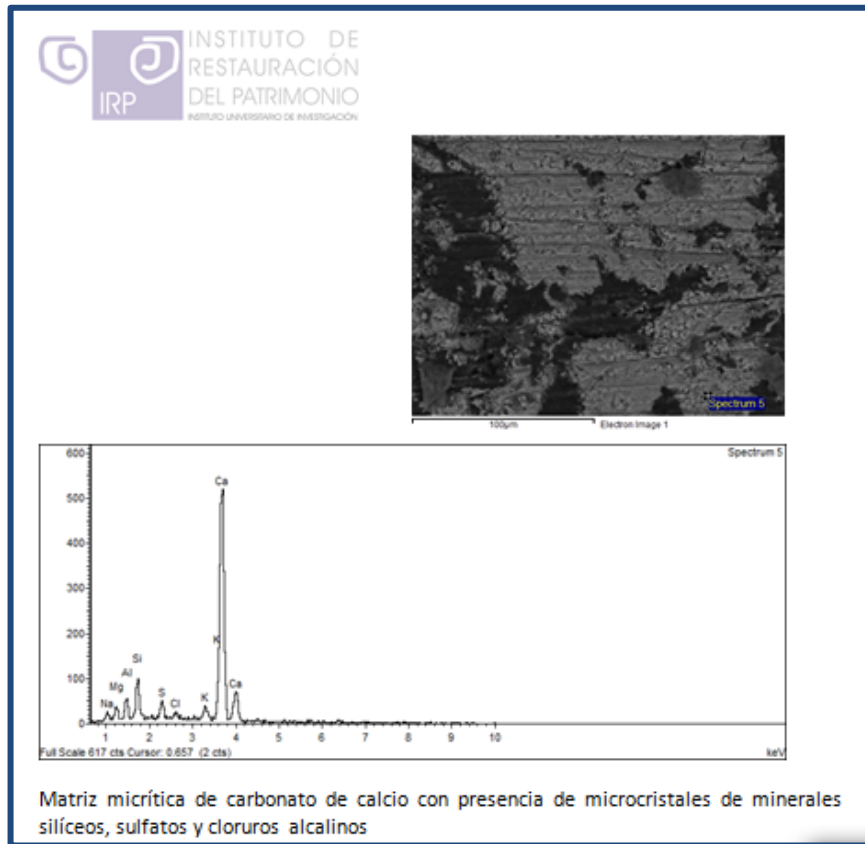 INSTITUTO DE
RESTAURACIÓN
DEL PATRIMONIO
INSTITUTO UNIVERSITARIO DE INVESTIGACIÓN
IRP
Spectrum 5
100µm Electron Image 1
Spectrum 5
600
500
400
300
200
100
0
Ca
K
Si
Al
Mg
Na
S
Cl
K
Ca
1 2 3 4 5 6 7 8 9 10
Full Scale 617 cts Cursor: 0.657 (2 cts) keV
Matriz micrítica de carbonato de calcio con presencia de microcristales de minerales
silíceos, sulfatos y cloruros alcalinos